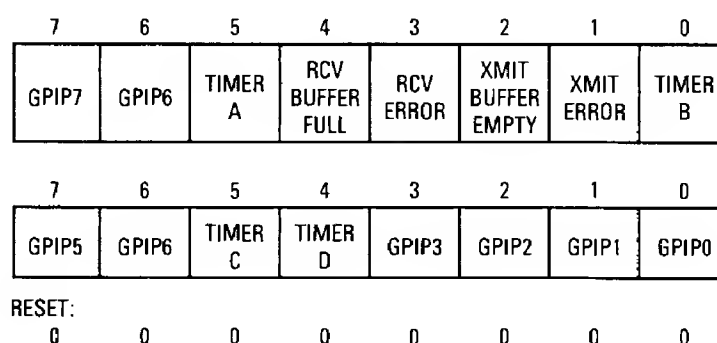 7 6 5 4 3 2 1 0
GPIP7 GPIP6 TIMER A RCV BUFFER FULL RCV ERROR XMIT BUFFER EMPTY XMIT ERROR TIMER B
7 6 5 4 3 2 1 0
GPIP5 GPIP6 TIMER C TIMER D GPIP3 GPIP2 GPIP1 GPIP0
RESET:
0 0 0 0 0 0 0 0